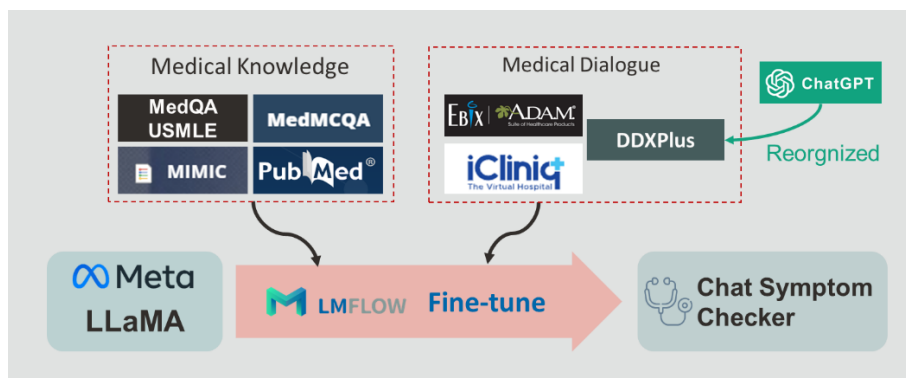 Medical Knowledge
MedQA
USMLE
MedMCQA
MIMIC
PubMed®
Medical Dialogue
EBIX
ADAM®
Suite of Healthcare Products
iCliniq
The Virtual Hospital
DDXPlus
ChatGPT
Reorgnized
Meta
LLaMA
LMFLOW
Fine-tune
Chat Symptom
Checker